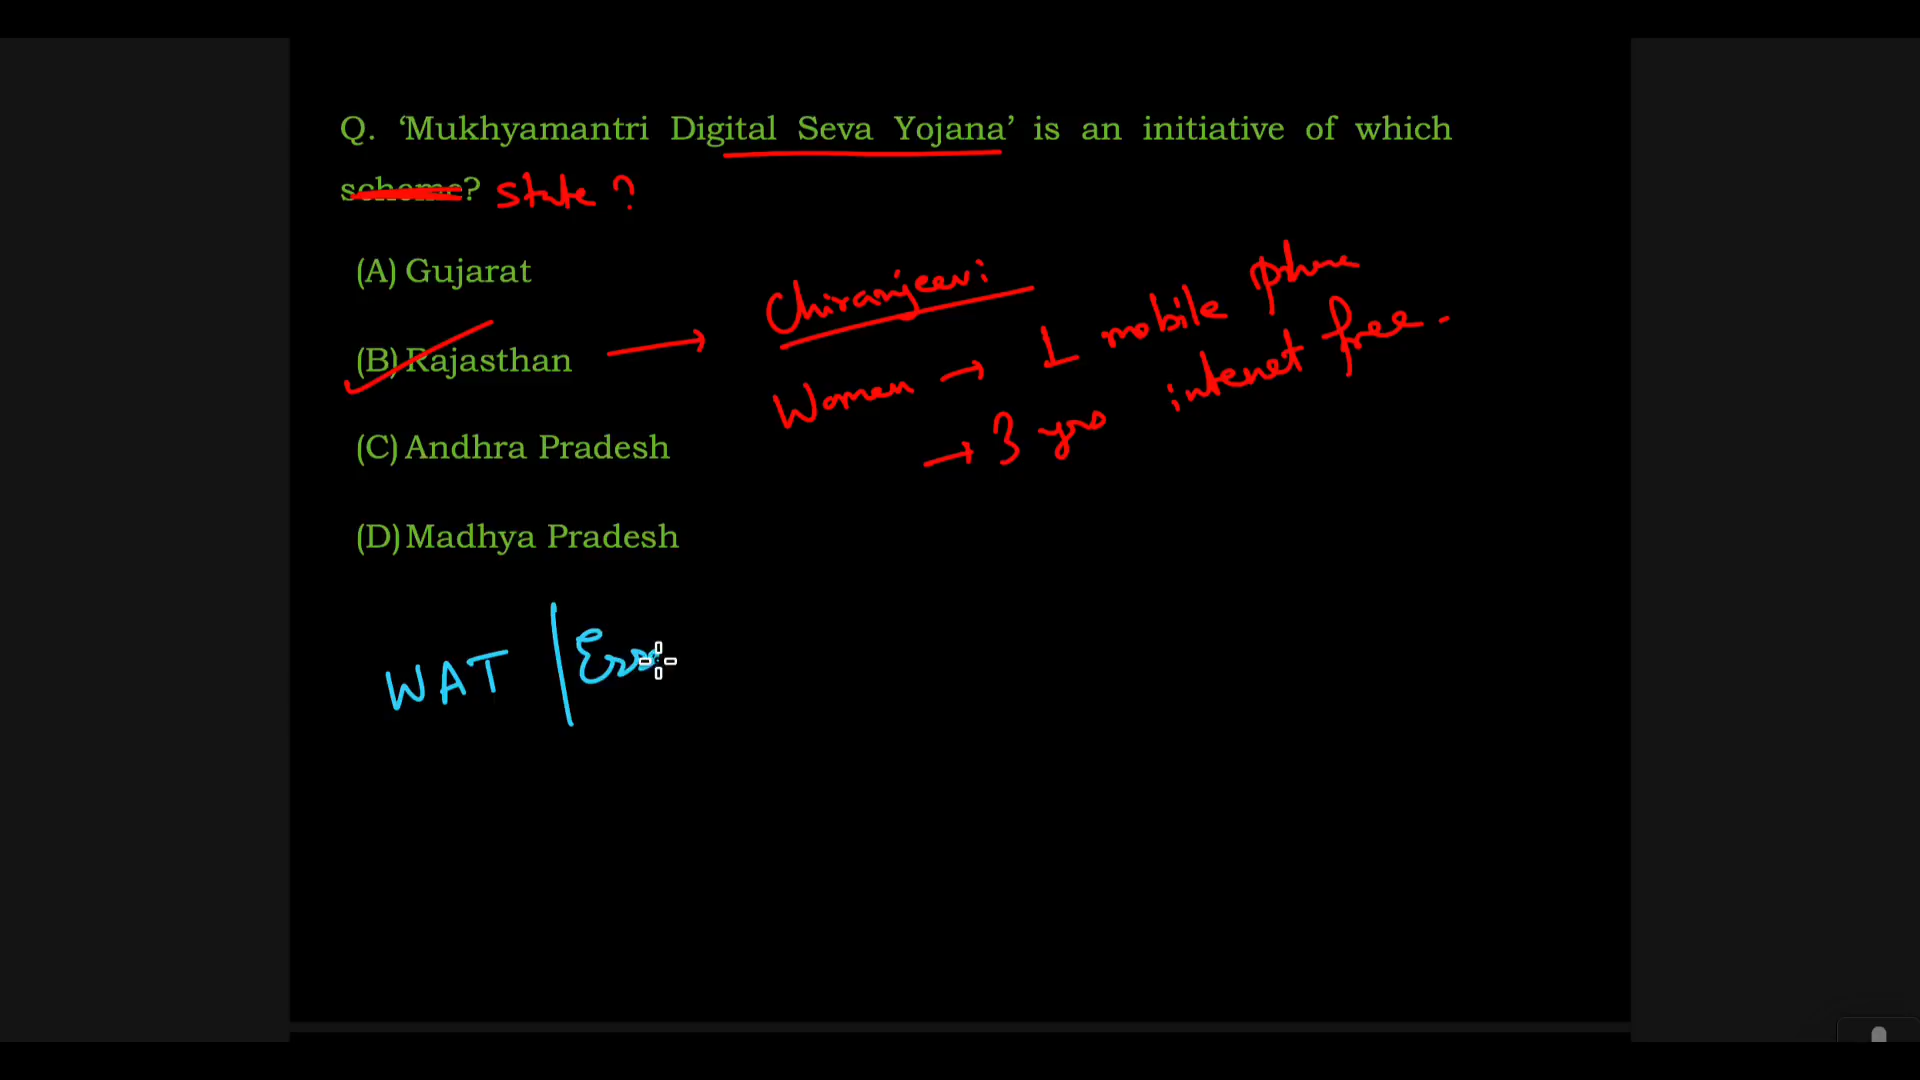 Q. ‘Mukhyamantri Digital Seva Yojana’ is an initiative of which
scheme? state ?
(A) Gujarat
(B) Rajasthan
(C) Andhra Pradesh
(D) Madhya Pradesh
Chiranjeevi
Women → 1 mobile phone
→ 3 yrs intenet free.
WAT |